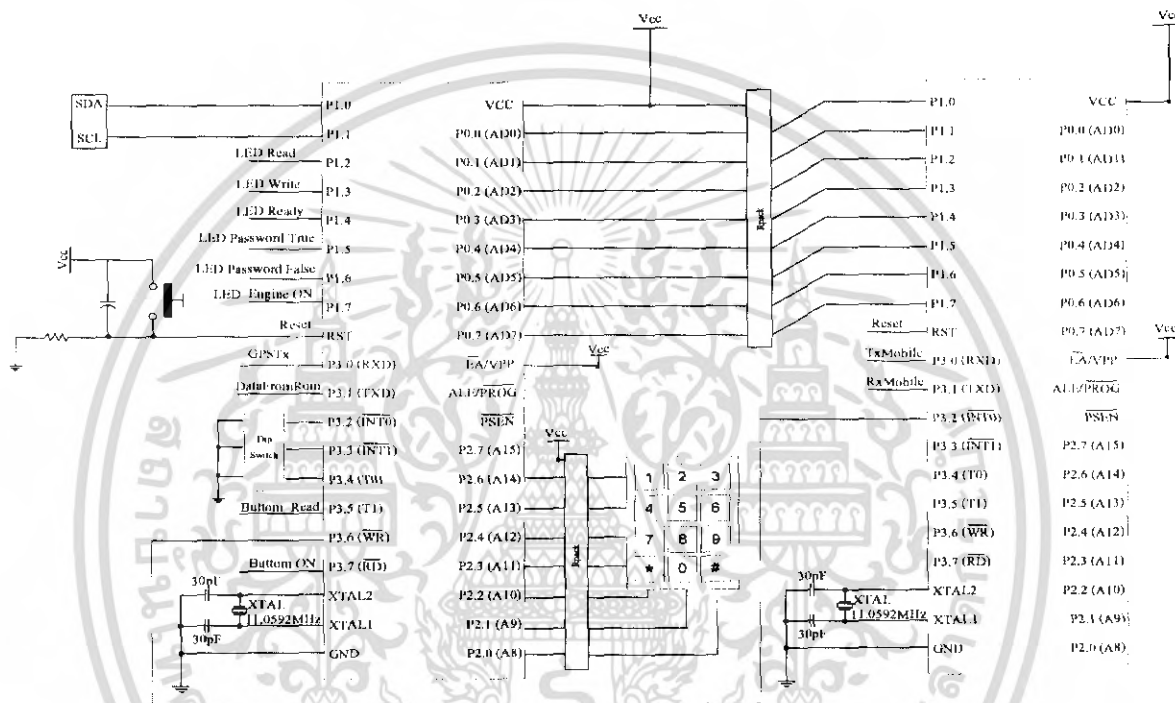 Vcc
Vcc
SDA
SCL
LED Read
LED Write
LED Ready
LED Password True
LED Password False
LED Engine ON
Vcc
Reset
GPSTx
DataFromRom
Dip
Switch
Buttom Read
Buttom ON
30pF
XTAL
11.0592MHz
30pF
P1.0
P1.1
P1.2
P1.3
P1.4
P1.5
P1.6
P1.7
RST
P3.0 (RXD)
P3.1 (TXD)
P3.2 (INT0)
P3.3 (INT1)
P3.4 (T0)
P3.5 (T1)
P3.6 (WR)
P3.7 (RD)
XTAL2
XTAL1
GND
VCC
P0.0 (AD0)
P0.1 (AD1)
P0.2 (AD2)
P0.3 (AD3)
P0.4 (AD4)
P0.5 (AD5)
P0.6 (AD6)
P0.7 (AD7)
EA/VPP
ALE/PROG
PSEN
P2.7 (A15)
P2.6 (A14)
P2.5 (A13)
P2.4 (A12)
P2.3 (A11)
P2.2 (A10)
P2.1 (A9)
P2.0 (A8)
Rpack
Vcc
Vcc
Rpack
1 2 3
4 5 6
7 8 9
* 0 #
Reset
TxMobile
RxMobile
30pF
XTAL
11.0592MHz
30pF
P1.0
P1.1
P1.2
P1.3
P1.4
P1.5
P1.6
P1.7
RST
P3.0 (RXD)
P3.1 (TXD)
P3.2 (INT0)
P3.3 (INT1)
P3.4 (T0)
P3.5 (T1)
P3.6 (WR)
P3.7 (RD)
XTAL2
XTAL1
GND
VCC
P0.0 (AD0)
P0.1 (AD1)
P0.2 (AD2)
P0.3 (AD3)
P0.4 (AD4)
P0.5 (AD5)
P0.6 (AD6)
P0.7 (AD7)
Vcc
EA/VPP
ALE/PROG
PSEN
P2.7 (A15)
P2.6 (A14)
P2.5 (A13)
P2.4 (A12)
P2.3 (A11)
P2.2 (A10)
P2.1 (A9)
P2.0 (A8)